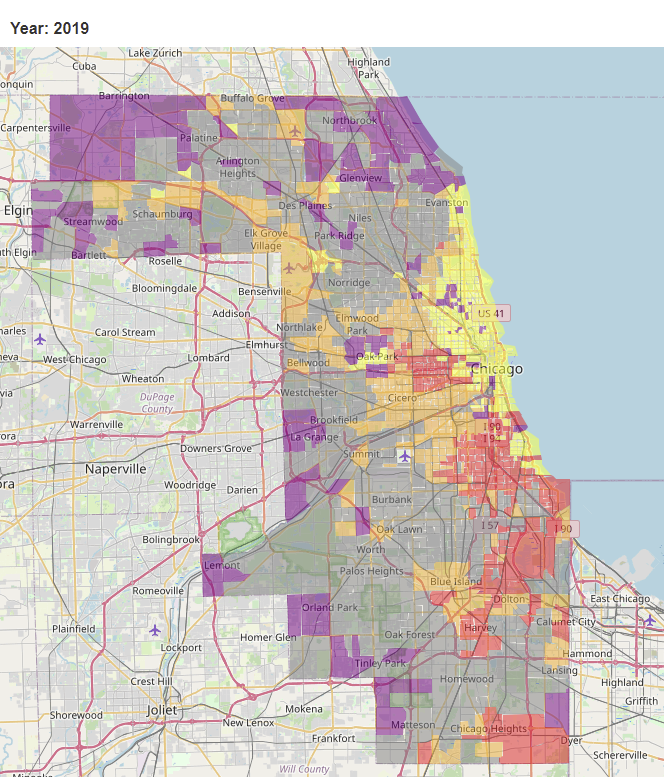 Year: 2019
Lake Zurich
Cuba
Highland
Park
onquin
Barrington
Buffalo Grove
Carpentersville
Northbrook
Palatine
Arlington
Heights
Glenview
Elgin
Streamwood
Schaumburg
Des Plaines
Evanston
Niles
Park Ridge
Elk Grove
Village
uth Elgin
Bartlett
Roselle
Bensenville
Norridge
Bloomingdale
Addison
US 41
Elmwood
Park
Northlake
harles
Carol Stream
Elmhurst
neva
West Chicago
Lombard
Oak Park
Bellwood
Chicago
Wheaton
via
DuPage
County
Westchester
Cicero
Warrenville
Brookfield
I 90
I 94
ora
La Grange
Downers Grove
Summit
Naperville
ora
Woodridge
Darien
Burbank
I 57
I 90
Oak Lawn
Bolingbrook
Worth
Lemont
Palos Heights
Blue Island
Romeoville
Dolton
East Chicago
Orland Park
Calumet City
Plainfield
Harvey
Homer Glen
Oak Forest
Lockport
Hammond
Tinley Park
Lansing
Crest Hill
Homewood
Highland
Griffith
Joliet
Shorewood
Mokena
New Lenox
Matteson
Chicago Heights
Frankfort
Dyer
Schererville
Will County